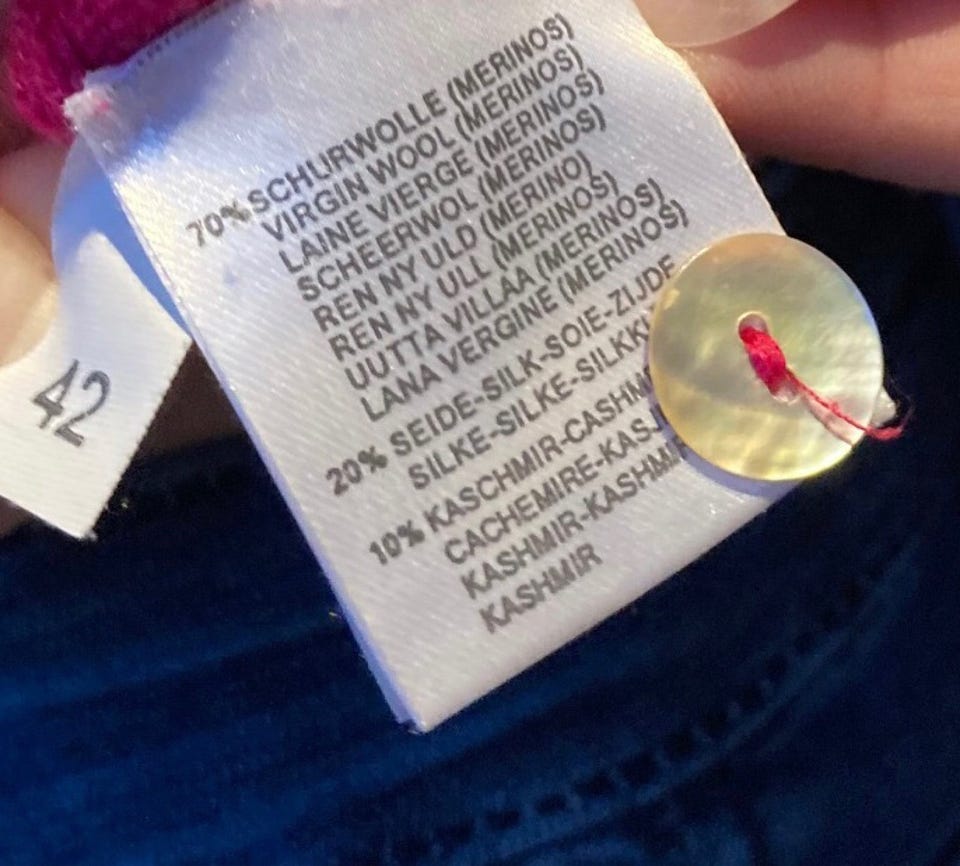 70% SCHURWOLLE (MERINOS)
VIRGIN WOOL (MERINOS)
LAINE VIERGE (MERINOS)
SCHEERWOL (MERINOS)
REN NY ULD (MERINO)
REN NY ULL (MERINOS)
UUTTA VILLAA (MERINOS)
LANA VERGINE (MERINOS)
20% SEIDE-SILK-SOIE-ZIJDE
SILKE-SILKE-SILKKI
10% KASCHMIR-CASHM
CACHEMIRE-KASJ
KASHMIR-KASHMI
KASHMIR
42